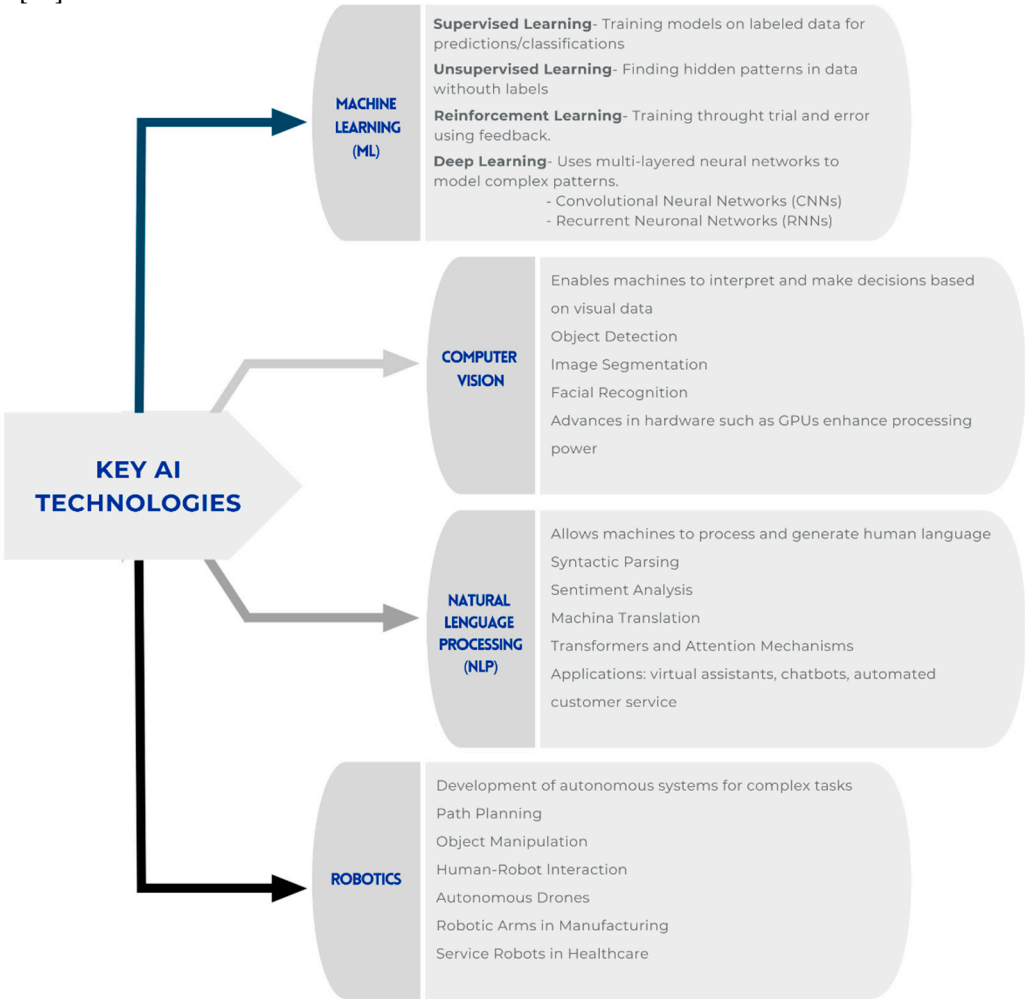 MACHINE
LEARNING
(ML)
Supervised Learning- Training models on labeled data for
predictions/classifications
Unsupervised Learning- Finding hidden patterns in data
withouth labels
Reinforcement Learning- Training throught trial and error
using feedback.
Deep Learning- Uses multi-layered neural networks to
model complex patterns.
- Convolutional Neural Networks (CNNs)
- Recurrent Neuronal Networks (RNNs)
KEY AI
TECHNOLOGIES
COMPUTER
VISION
Enables machines to interpret and make decisions based
on visual data
Object Detection
Image Segmentation
Facial Recognition
Advances in hardware such as GPUs enhance processing
power
NATURAL
LENGUAGE
PROCESSING
(NLP)
Allows machines to process and generate human language
Syntactic Parsing
Sentiment Analysis
Machina Translation
Transformers and Attention Mechanisms
Applications: virtual assistants, chatbots, automated
customer service
ROBOTICS
Development of autonomous systems for complex tasks
Path Planning
Object Manipulation
Human-Robot Interaction
Autonomous Drones
Robotic Arms in Manufacturing
Service Robots in Healthcare